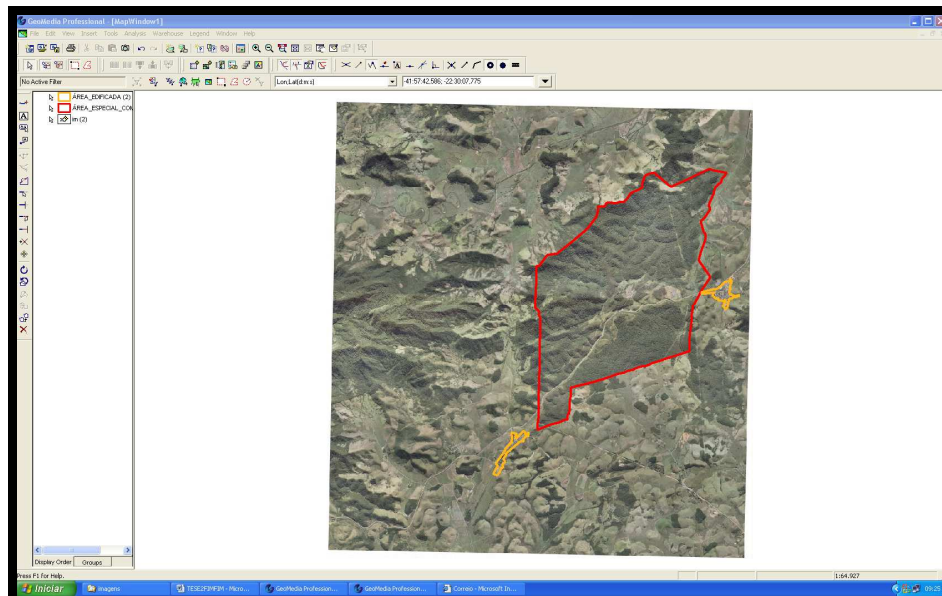 GeoMedia Professional - [MapWindow1]
File Edit View Insert Tools Analysis Warehouse Legend Window Help
No Active Filter
Lon,Lat(d:m:s)
-41:57:42,586; -22:30:07,775
ÁREA_EDIFICADA (2)
ÁREA_ESPECIAL_CON
im (2)
Display Order Groups
Press F1 for Help.
1:64.927
Iniciar
Imagens
TESE2FIMFIM - Micro...
GeoMedia Profession...
GeoMedia Profession...
Correio - Microsoft In...
09:25